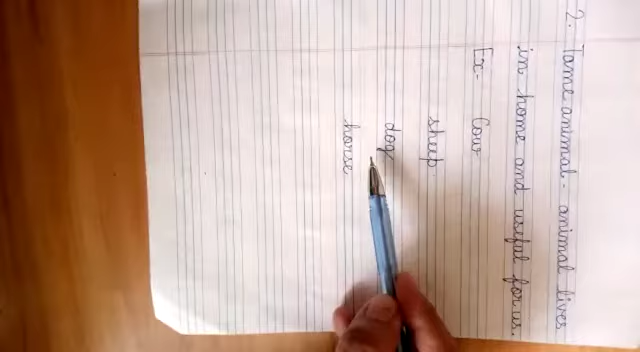 2. Tame animal - animal lives
in home and useful for us.
Ex - Cow
sheep
dog
horse